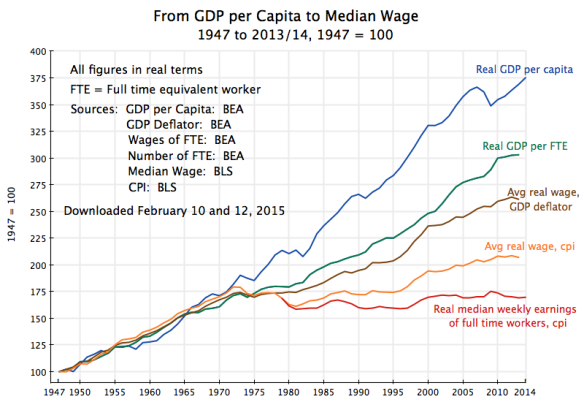 From GDP per Capita to Median Wage
1947 to 2013/14, 1947 = 100
400
375
350
325
300
275
250
225
200
175
150
125
100
1947 = 100
All figures in real terms
FTE = Full time equivalent worker
Sources: GDP per Capita: BEA
GDP Deflator: BEA
Wages of FTE: BEA
Number of FTE: BEA
Median Wage: BLS
CPI: BLS
Downloaded February 10 and 12, 2015
Real GDP per capita
Real GDP per FTE
Avg real wage,
GDP deflator
Avg real wage, cpi
Real median weekly earnings
of full time workers, cpi
1947 1950 1955 1960 1965 1970 1975 1980 1985 1990 1995 2000 2005 2010 2014